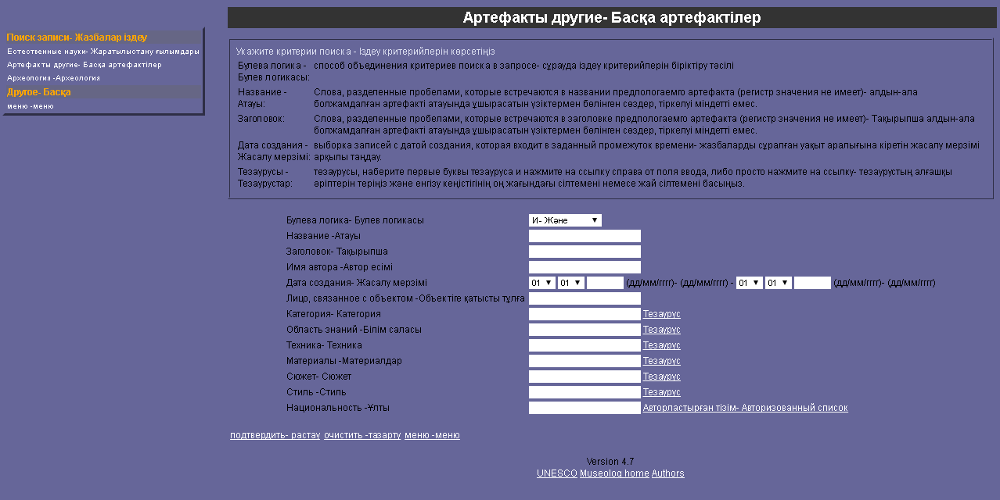 Артефакты другие- Басқа артефактілер
Поиск записи- Жазбалар іздеу
Естественные науки- Жаратылыстану ғылымдары
Артефакты другие- Басқа артефактілер
Археология -Археология
Другое- Басқа
меню -меню
Укажите критерии поиска - Іздеу критерийлерін көрсетіңіз
Булева логика - способ объединения критериев поиска в запросе- сұрауда іздеу критерийлерін біріктіру тәсілі
Булев логикасы:
Название - Слова, разделенные пробелами, которые встречаются в названии предпологаемго артефакта (регистр значения не имеет)- алдын-ала
Атауы: болжамдалған артефакті атауында ұшырасатын үзіктермен бөлінген сөздер, тіркелуі міндетті емес.
Заголовок: Слова, разделенные пробелами, которые встречаются в заголовке предпологаемго артефакта (регистр значения не имеет)- Тақырыпша алдын-ала
болжамдалған артефакті атауында ұшырасатын үзіктермен бөлінген сөздер, тіркелуі міндетті емес.
Дата создания - выборка записей с датой создания, которая входит в заданный промежуток времени- жазбаларды сұралған уақыт аралығына кіретін жасалу мерзімі
Жасалу мерзімі: арқылы таңдау.
Тезаурусы - тезаурусы, наберите первые буквы тезауруса и нажмите на ссылку справа от поля ввода, либо просто нажмите на ссылку- тезаурустың алғашқы
Тезаурустар: әріптерін теріңіз және енгізу кеңістігінің оң жағындағы сілтемені немесе жай сілтемені басыңыз.
Булева логика- Булев логикасы И- Және
Название -Атауы
Заголовок- Тақырыпша
Имя автора -Автор есімі
Дата создания- Жасалу мерзімі 01 01 (дд/мм/гггг)- (дд/мм/гггг) - 01 01 (дд/мм/гггг)- (дд/мм/гггг)
Лицо, связанное с объектом -Объектіге қатысты тұлға
Категория- Категория Тезаурус
Область знаний -Білім саласы Тезаурус
Техника- Техника Тезаурус
Материалы -Материалдар Тезаурус
Сюжет- Сюжет Тезаурус
Стиль -Стиль Тезаурус
Национальность -Ұлты Авторластырған тізім- Авторизованный список
подтвердить- растау очистить -тазарту меню -меню
Version 4.7
UNESCO Museolog home Authors